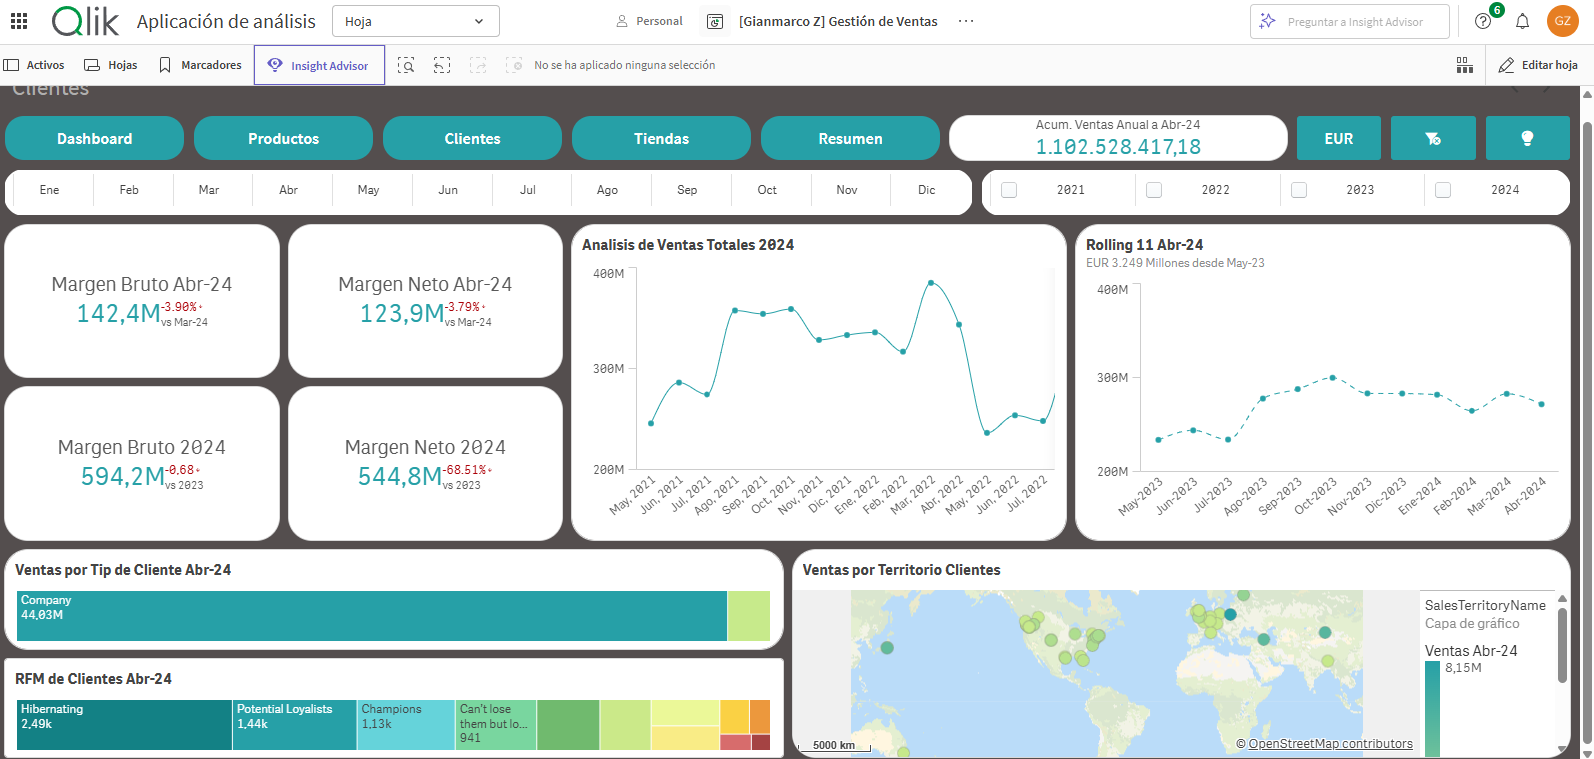 Qlik
Aplicación de análisis
Hoja
Personal
[Gianmarco Z] Gestión de Ventas
...
Preguntar a Insight Advisor
6
GZ
Activos
Hojas
Marcadores
Insight Advisor
No se ha aplicado ninguna selección
Editar hoja
Clientes
Dashboard
Productos
Clientes
Tiendas
Resumen
Acum. Ventas Anual a Abr-24
1.102.528.417,18
EUR
Ene
Feb
Mar
Abr
May
Jun
Jul
Ago
Sep
Oct
Nov
Dic
2021
2022
2023
2024
Margen Bruto Abr-24
142,4M
-3.90%
vs Mar-24
Margen Neto Abr-24
123,9M
-3.79%
vs Mar-24
Margen Bruto 2024
594,2M
-0,68
vs 2023
Margen Neto 2024
544,8M
-68.51%
vs 2023
Analisis de Ventas Totales 2024
400M
300M
200M
May, 2021
Jun, 2021
Jul, 2021
Ago, 2021
Sep, 2021
Oct, 2021
Nov, 2021
Dic, 2021
Ene, 2022
Feb, 2022
Mar, 2022
Abr, 2022
May, 2022
Jun, 2022
Jul, 2022
Rolling 11 Abr-24
EUR 3.249 Millones desde May-23
400M
300M
200M
May-2023
Jun-2023
Jul-2023
Ago-2023
Sep-2023
Oct-2023
Nov-2023
Dic-2023
Ene-2024
Feb-2024
Mar-2024
Abr-2024
Ventas por Tip de Cliente Abr-24
Company
44,03M
RFM de Clientes Abr-24
Hibernating
2,49k
Potential Loyalists
1,44k
Champions
1,13k
Can't lose
them but lo...
941
Ventas por Territorio Clientes
5000 km
© OpenStreetMap contributors
SalesTerritoryName
Capa de gráfico
Ventas Abr-24
8,15M